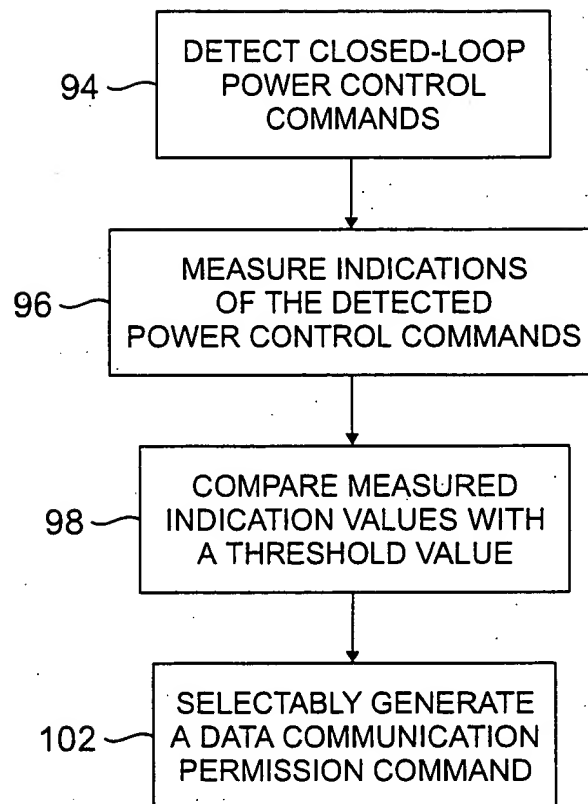 94
DETECT CLOSED-LOOP
POWER CONTROL
COMMANDS
96
MEASURE INDICATIONS
OF THE DETECTED
POWER CONTROL COMMANDS
98
COMPARE MEASURED
INDICATION VALUES WITH
A THRESHOLD VALUE
102
SELECTABLY GENERATE
A DATA COMMUNICATION
PERMISSION COMMAND